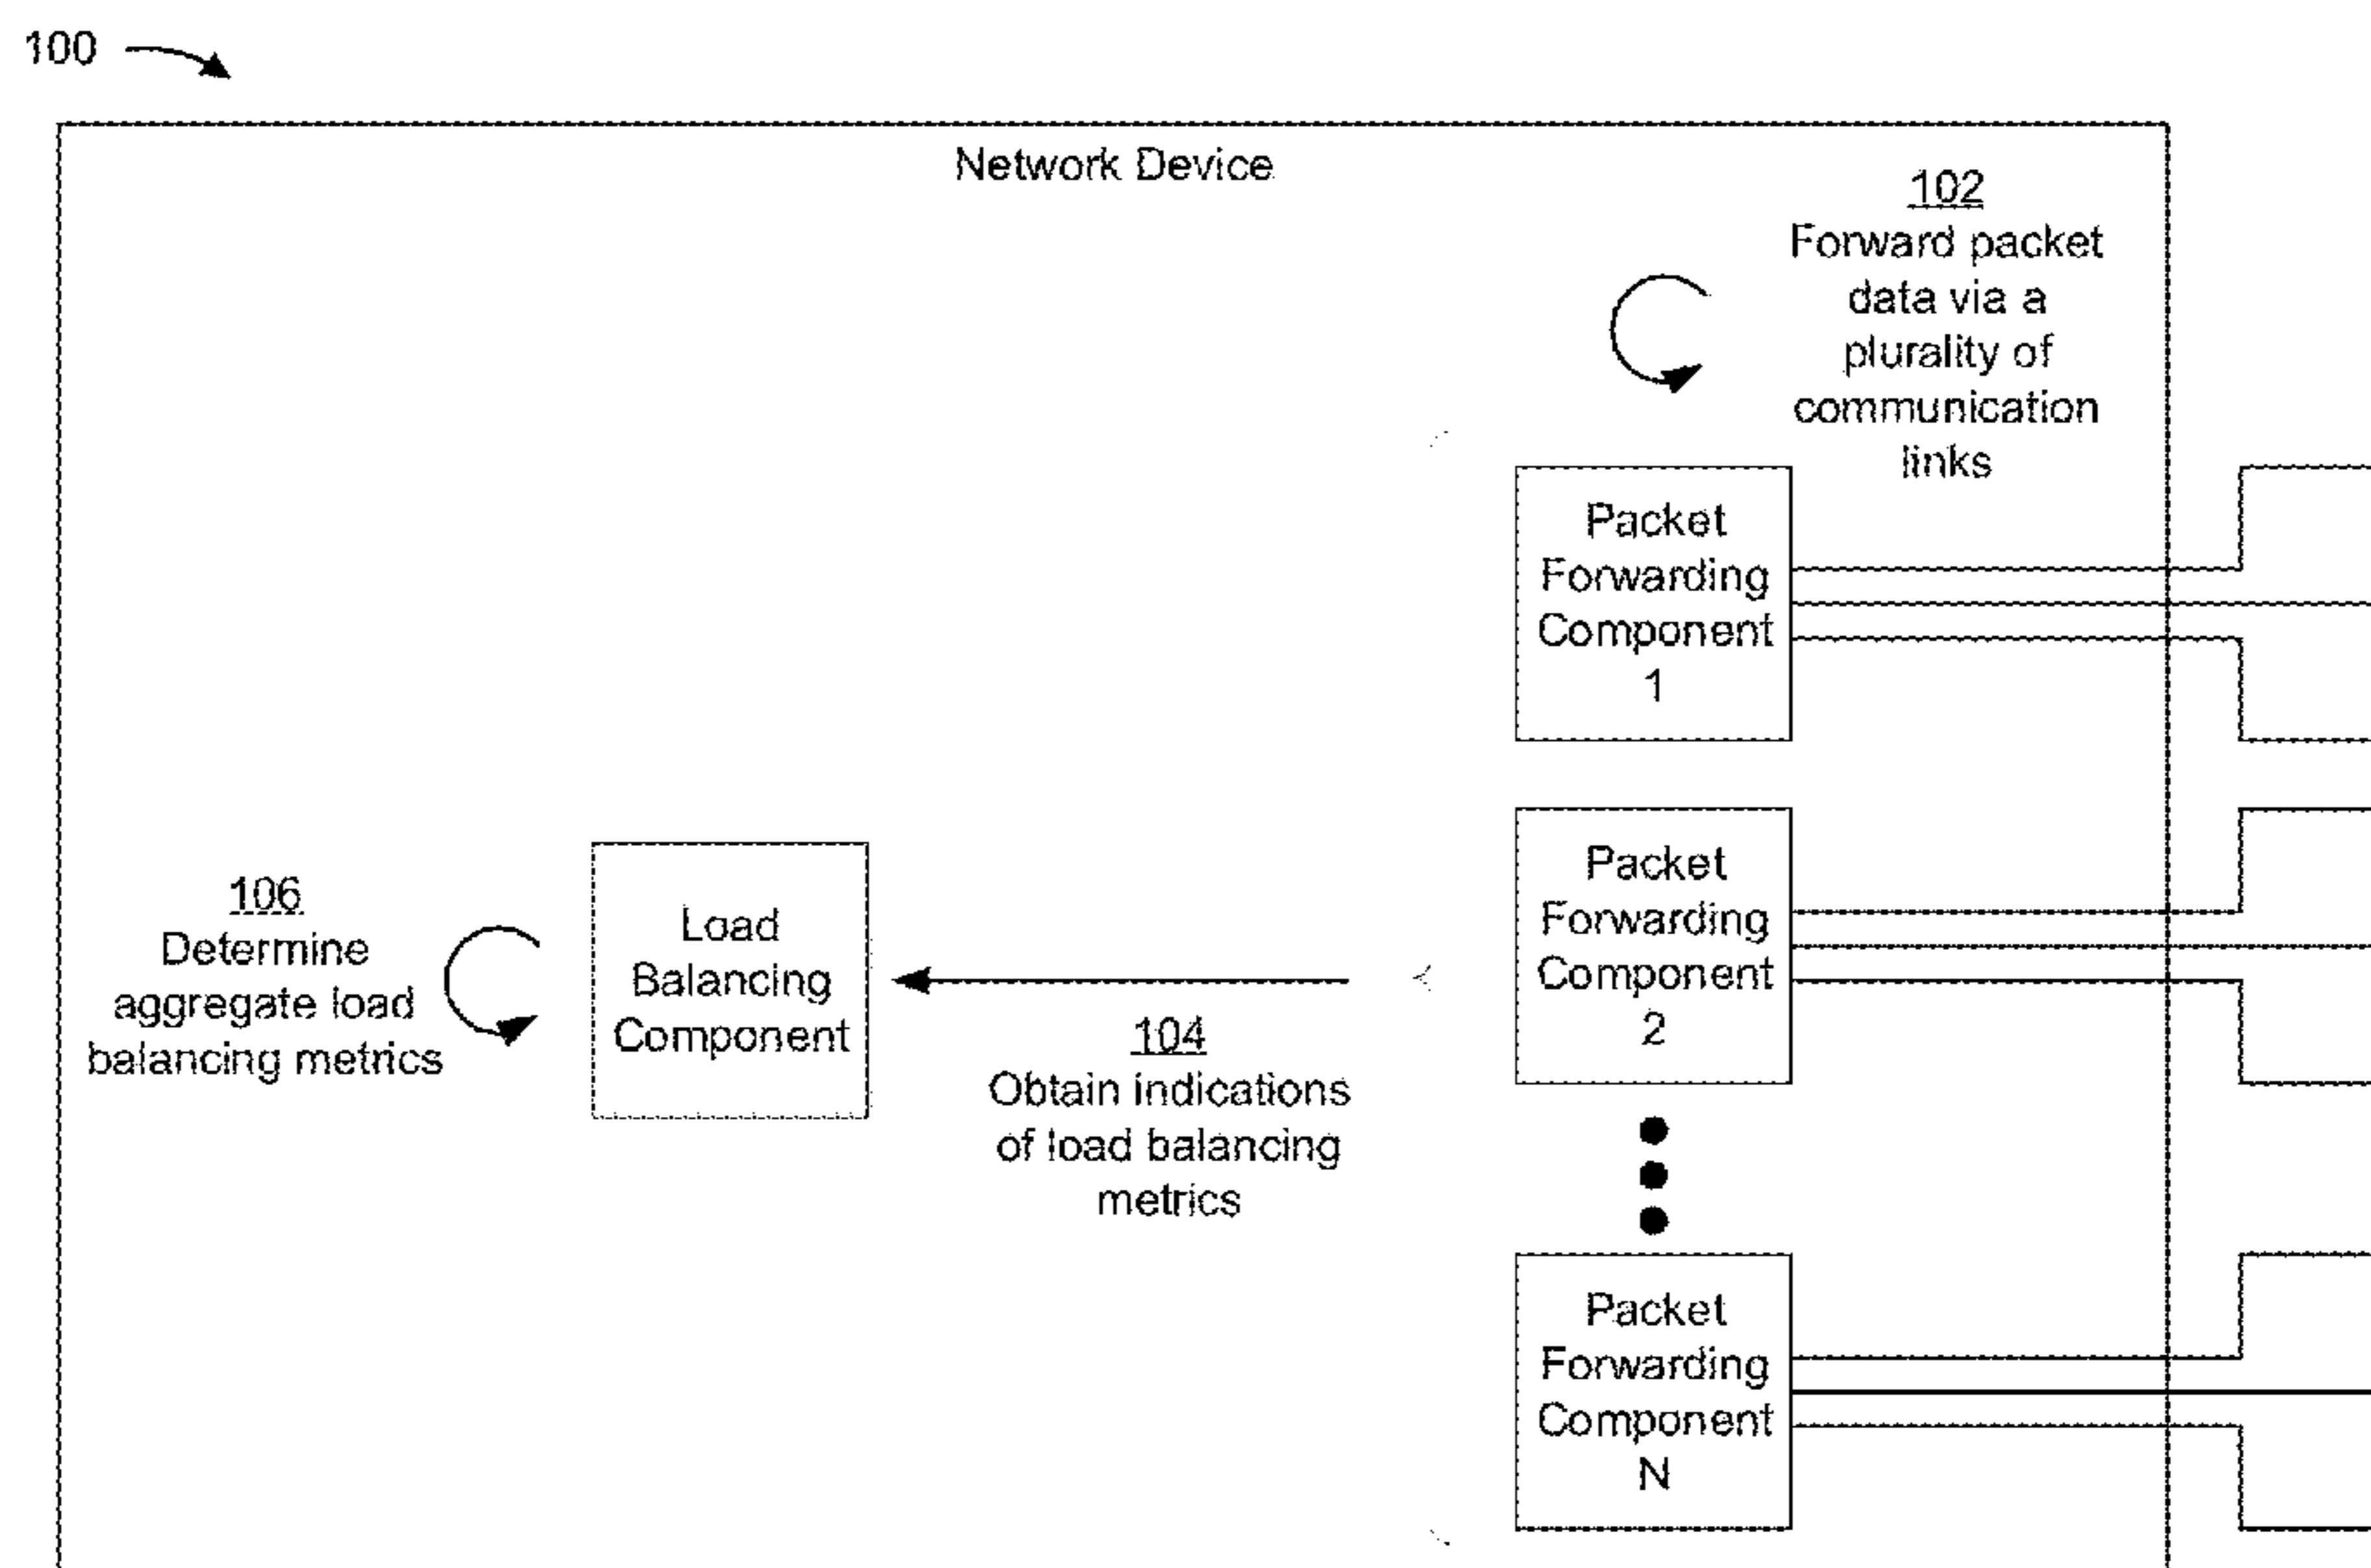 100
Network Device
102
Forward packet
data via a
plurality of
communication
links
Packet
Forwarding
Component
1
106
Determine
aggregate load
balancing metrics
Load
Balancing
Component
104
Obtain indications
of load balancing
metrics
Packet
Forwarding
Component
2
Packet
Forwarding
Component
N